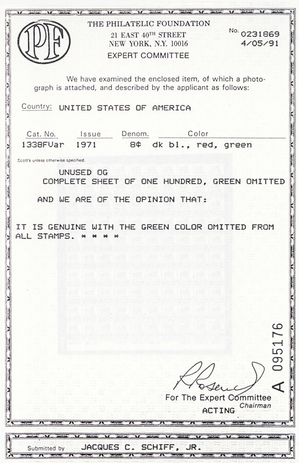 PF
THE PHILATELIC FOUNDATION
21 EAST 40TH STREET
NEW YORK, N.Y. 10016
EXPERT COMMITTEE
No. 0231869
4/05/91
We have examined the enclosed item, of which a photo-
graph is attached, and described by the applicant as follows:
Country: UNITED STATES OF AMERICA
Cat. No. Issue Denom. Color
1338FVar 1971 8¢ dk bl., red, green
Scott's unless otherwise specified.
UNUSED OG
COMPLETE SHEET OF ONE HUNDRED, GREEN OMITTED
AND WE ARE OF THE OPINION THAT:
IT IS GENUINE WITH THE GREEN COLOR OMITTED FROM
ALL STAMPS. * * * *
For The Expert Committee
Chairman
ACTING
A 095176
Submitted by JACQUES C. SCHIFF, JR.